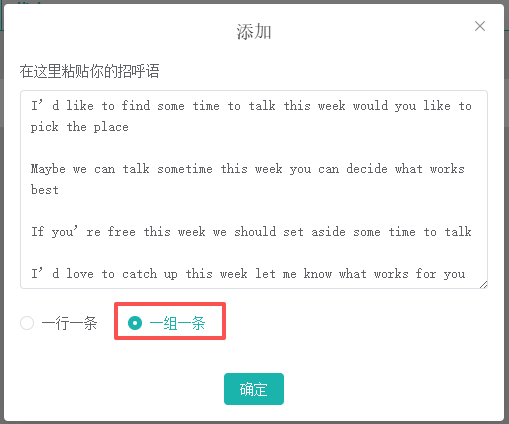 添加
在这里粘贴你的招呼语
I’d like to find some time to talk this week would you like to
pick the place
Maybe we can talk sometime this week you can decide what works
best
If you’re free this week we should set aside some time to talk
I’d love to catch up this week let me know what works for you
一行一条 一组一条
确定